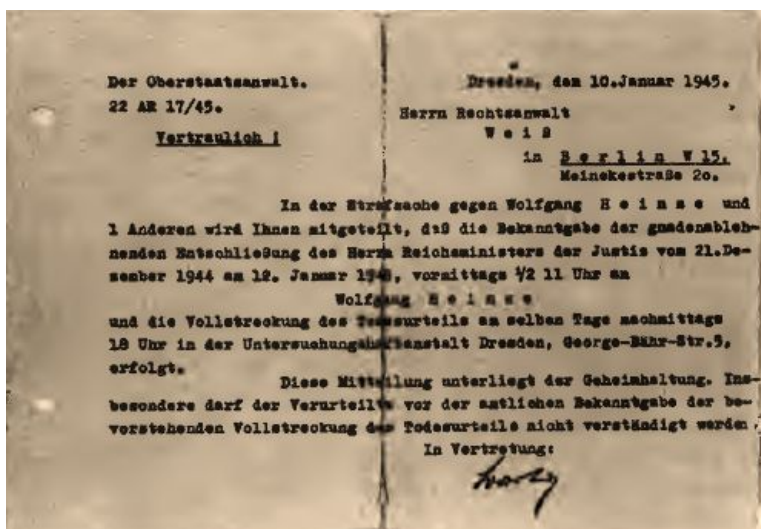 Der Oberstaatsanwalt.
Dresden, den 10.Januar 1945.
22 AR 17/45.
Herrn Rechtsanwalt
Vertraulich !
W e i ß
in B e r l i n W 15.
Meinekestraße 20.
In der Strafsache gegen Wolfgang H e i n z e und
1 Anderen wird Ihnen mitgeteilt, daß die Bekanntgabe der gnadenableh-
nenden Entschließung des Herrn Reichsministers der Justiz vom 21.De-
zember 1944 am 12. Januar 1945, vormittags ½ 11 Uhr an
Wolfgang H e i n z e
und die Vollstreckung des Todesurteils am selben Tage nachmittags
18 Uhr in der Untersuchungshaftanstalt Dresden, George-Bähr-Str.5,
erfolgt.
Diese Mitteilung unterliegt der Geheimhaltung. Ins-
besondere darf der Verurteilte vor der amtlichen Bekanntgabe der be-
vorstehenden Vollstreckung des Todesurteils nicht verständigt werden.
In Vertretung: